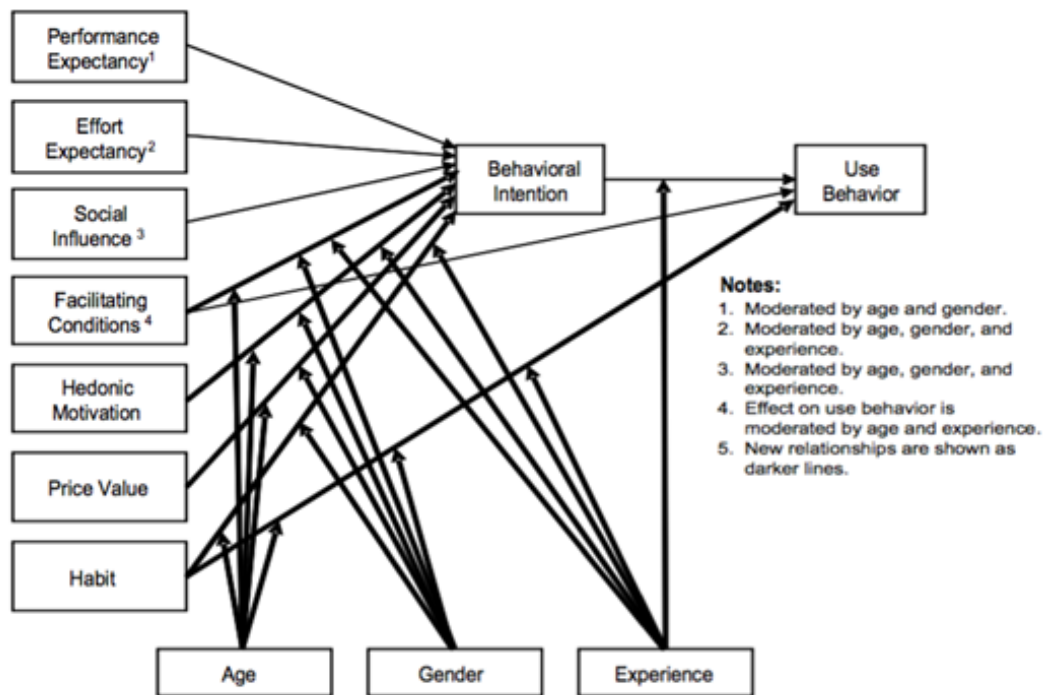 Performance
Expectancy¹
Effort
Expectancy²
Social
Influence ³
Facilitating
Conditions ⁴
Hedonic
Motivation
Price Value
Habit
Behavioral
Intention
Use
Behavior
Notes:
1. Moderated by age and gender.
2. Moderated by age, gender, and
experience.
3. Moderated by age, gender, and
experience.
4. Effect on use behavior is
moderated by age and experience.
5. New relationships are shown as
darker lines.
Age
Gender
Experience